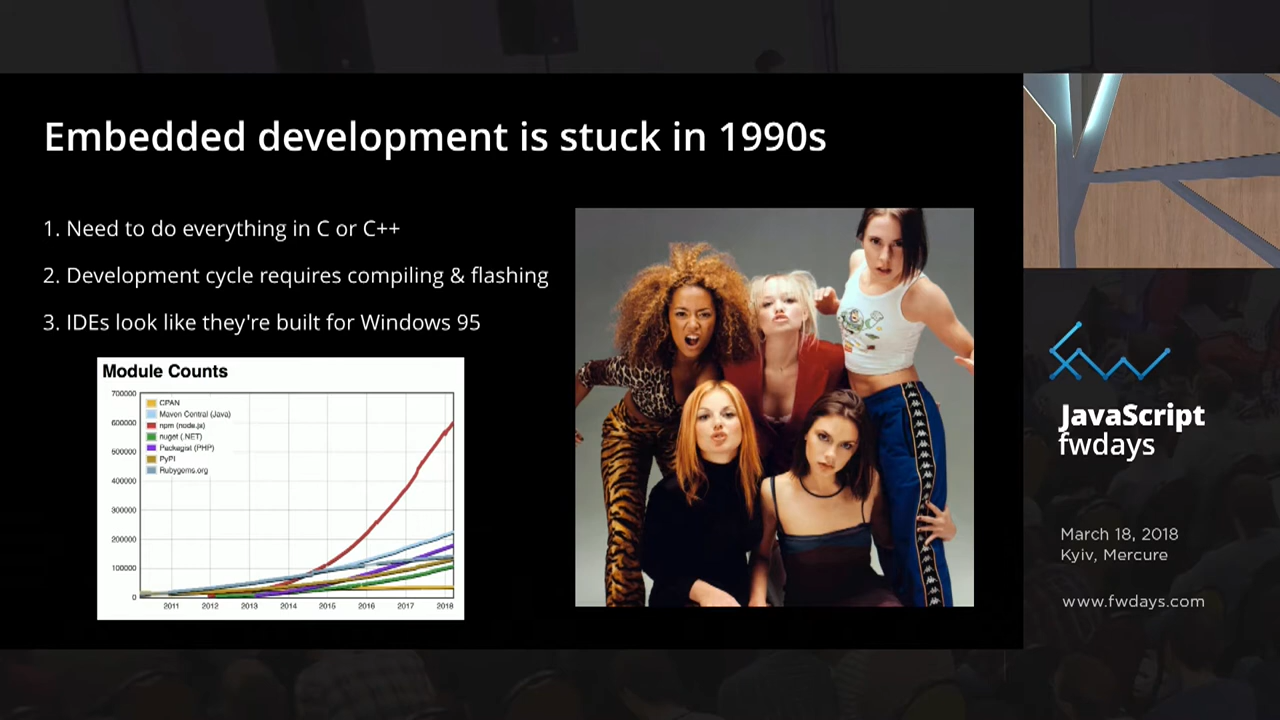 Embedded development is stuck in 1990s
1. Need to do everything in C or C++
2. Development cycle requires compiling & flashing
3. IDEs look like they're built for Windows 95
Module Counts
700000
600000
500000
400000
300000
200000
100000
0
CPAN
Maven Central (Java)
npm (node.js)
nuget (.NET)
Packagist (PHP)
PyPI
Rubygems.org
2011 2012 2013 2014 2015 2016 2017 2018
JavaScript
fwdays
March 18, 2018
Kyiv, Mercure
www.fwdays.com